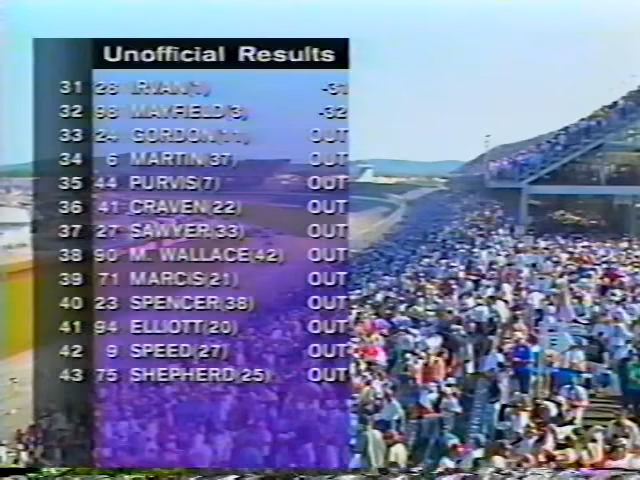 Unofficial Results
31 28 IRVAN(1) -31
32 98 MAYFIELD(3) -32
33 24 GORDON(11) OUT
34 6 MARTIN(37) OUT
35 44 PURVIS(7) OUT
36 41 CRAVEN(22) OUT
37 27 SAWYER(33) OUT
38 90 M. WALLACE(42) OUT
39 71 MARCIS(21) OUT
40 23 SPENCER(38) OUT
41 94 ELLIOTT(20) OUT
42 9 SPEED(27) OUT
43 75 SHEPHERD(25) OUT